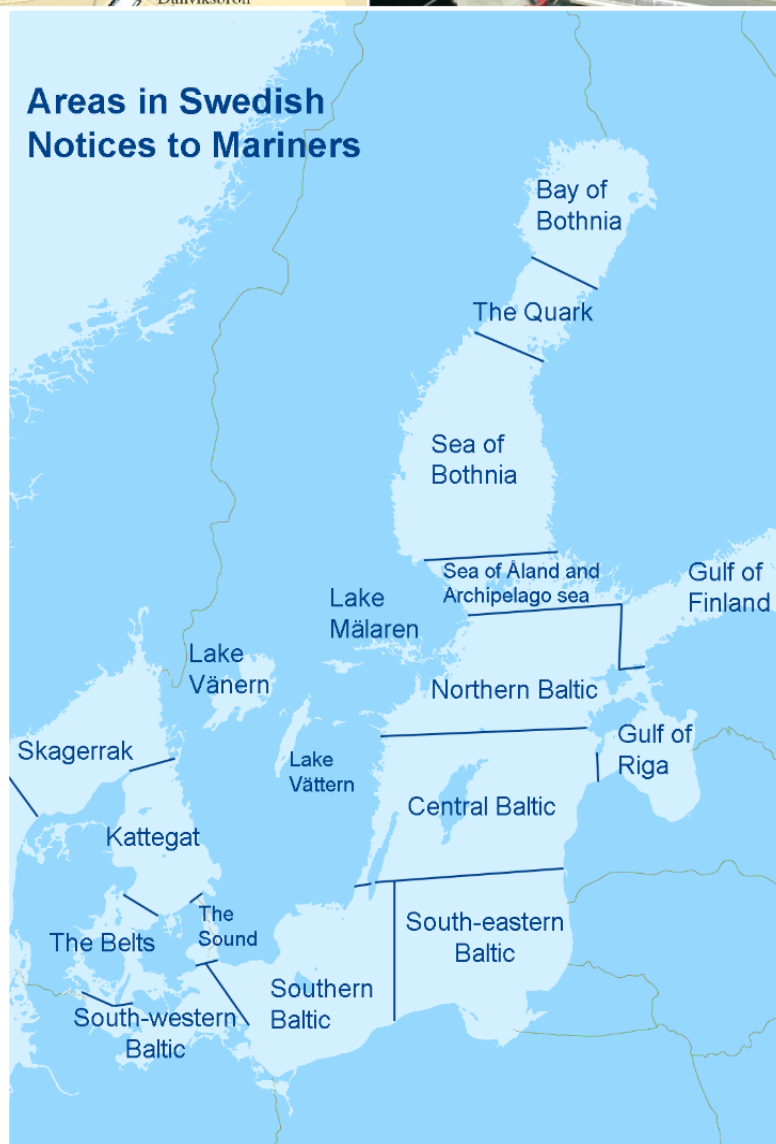 Danviksbron
Areas in Swedish
Notices to Mariners
Bay of
Bothnia
The Quark
Sea of
Bothnia
Sea of Åland and
Archipelago sea
Gulf of
Finland
Lake
Mälaren
Lake
Vänern
Northern Baltic
Skagerrak
Lake
Vättern
Gulf of
Riga
Central Baltic
Kattegat
The
Sound
The Belts
South-eastern
Baltic
Southern
Baltic
South-western
Baltic